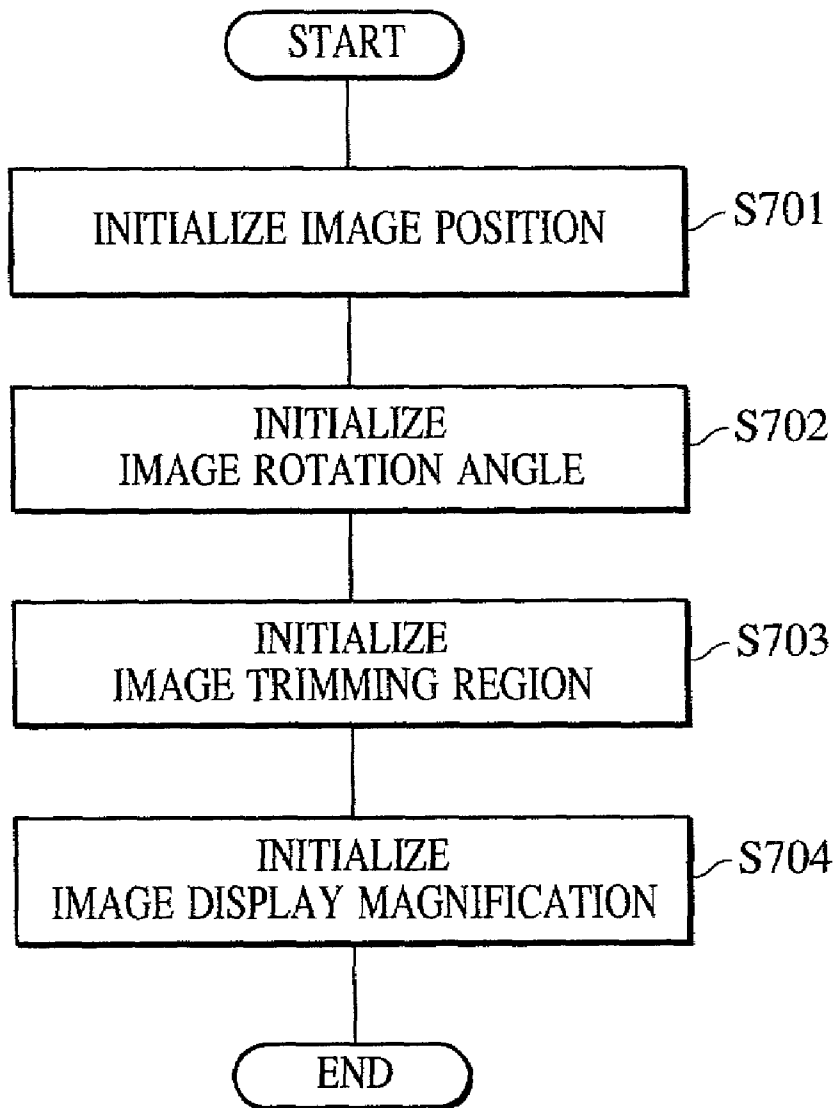 START
INITIALIZE IMAGE POSITION
S701
INITIALIZE
IMAGE ROTATION ANGLE
S702
INITIALIZE
IMAGE TRIMMING REGION
S703
INITIALIZE
IMAGE DISPLAY MAGNIFICATION
S704
END